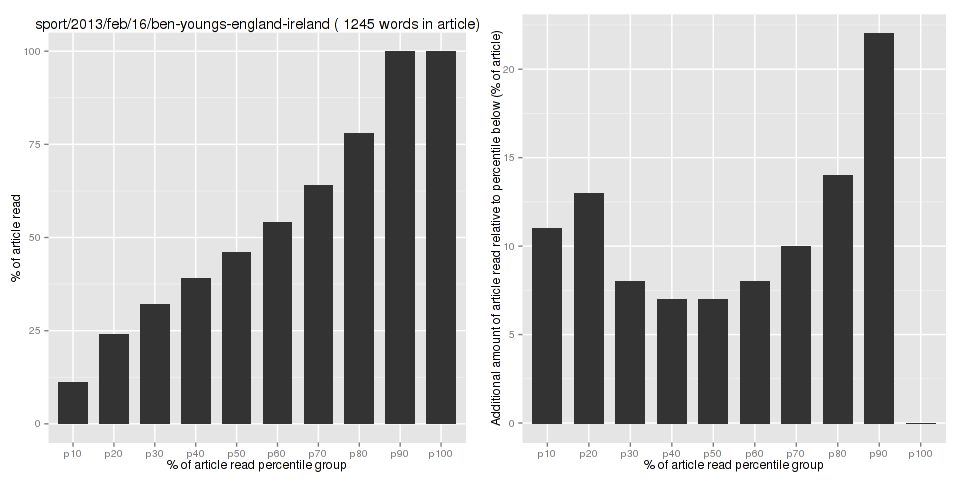 sport/2013/feb/16/ben-youngs-england-ireland ( 1245 words in article)
% of article read
100
75
50
25
0
p10 p20 p30 p40 p50 p60 p70 p80 p90 p100
% of article read percentile group
Additional amount of article read relative to percentile below (% of article)
20
15
10
5
0
p10 p20 p30 p40 p50 p60 p70 p80 p90 p100
% of article read percentile group